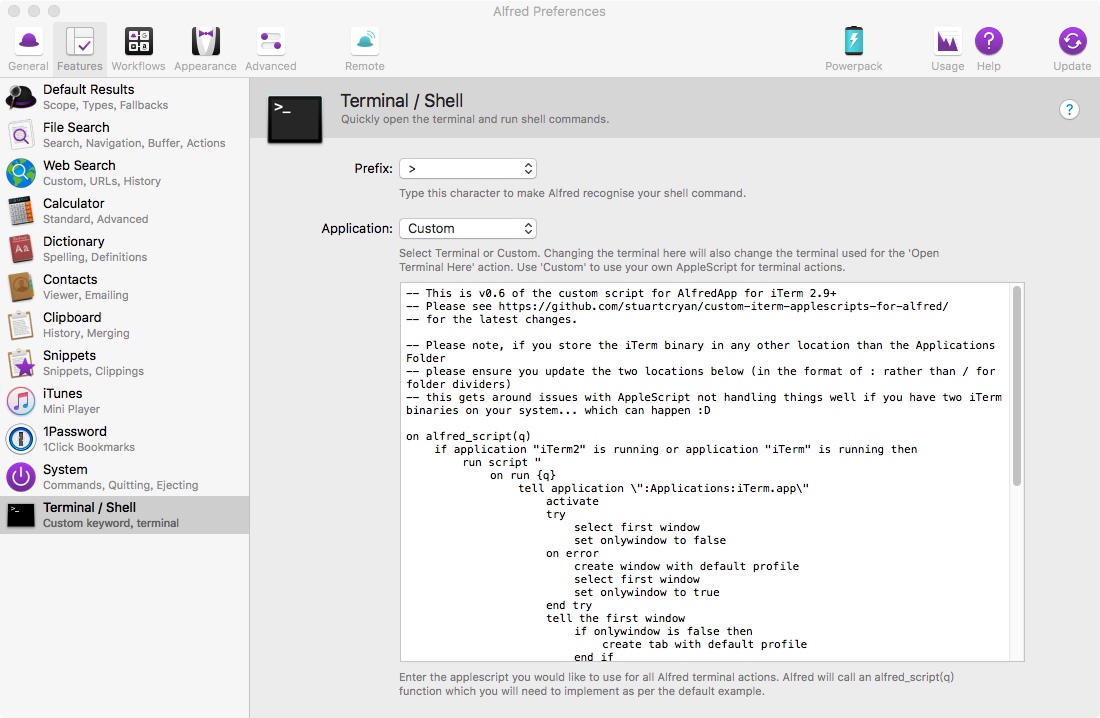 Alfred Preferences
General Features Workflows Appearance Advanced Remote Powerpack Usage Help Update
Default Results
Scope, Types, Fallbacks
File Search
Search, Navigation, Buffer, Actions
Web Search
Custom, URLs, History
Calculator
Standard, Advanced
Dictionary
Spelling, Definitions
Contacts
Viewer, Emailing
Clipboard
History, Merging
Snippets
Snippets, Clippings
iTunes
Mini Player
1Password
1Click Bookmarks
System
Commands, Quitting, Ejecting
Terminal / Shell
Custom keyword, terminal
Terminal / Shell
Quickly open the terminal and run shell commands.
?
Prefix: >
Type this character to make Alfred recognise your shell command.
Application: Custom
Select Terminal or Custom. Changing the terminal here will also change the terminal used for the 'Open
Terminal Here' action. Use 'Custom' to use your own AppleScript for terminal actions.
-- This is v0.6 of the custom script for AlfredApp for iTerm 2.9+
-- Please see https://github.com/stuartcryan/custom-iterm-applescripts-for-alfred/
-- for the latest changes.
-- Please note, if you store the iTerm binary in any other location than the Applications
Folder
-- please ensure you update the two locations below (in the format of : rather than / for
folder dividers)
-- this gets around issues with AppleScript not handling things well if you have two iTerm
binaries on your system... which can happen :D
on alfred_script(q)
if application "iTerm2" is running or application "iTerm" is running then
run script "
on run {q}
tell application \":Applications:iTerm.app\"
activate
try
select first window
set onlywindow to false
on error
create window with default profile
select first window
set onlywindow to true
end try
tell the first window
if onlywindow is false then
create tab with default profile
end if
Enter the applescript you would like to use for all Alfred terminal actions. Alfred will call an alfred_script(q)
function which you will need to implement as per the default example.